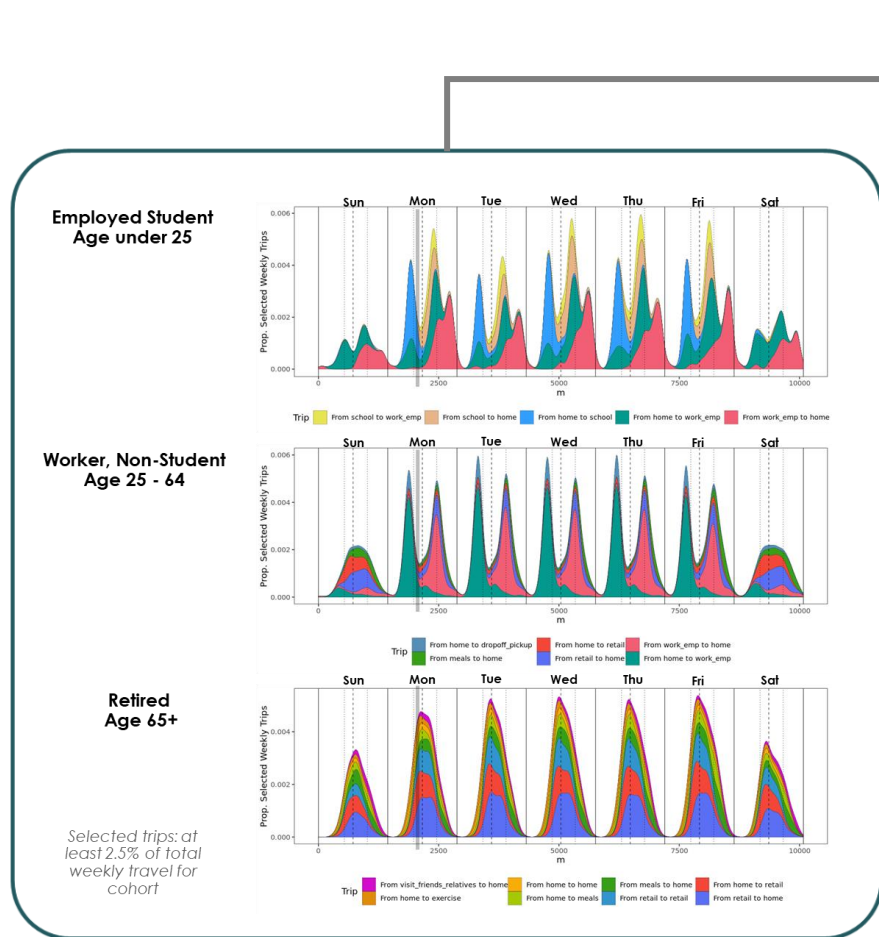 Employed Student
Age under 25
Sun Mon Tue Wed Thu Fri Sat
Prop. Selected Weekly Trips
0.006
0.004
0.002
0.000
0 2500 5000 7500 10000
m
Trip From school to work_emp From school to home From home to school From home to work_emp From work_emp to home
Worker, Non-Student
Age 25 - 64
Sun Mon Tue Wed Thu Fri Sat
Prop. Selected Weekly Trips
0.006
0.004
0.002
0.000
0 2500 5000 7500 10000
m
Trip
From home to dropoff_pickup From home to retail From work_emp to home
From meals to home From retail to home From home to work_emp
Retired
Age 65+
Sun Mon Tue Wed Thu Fri Sat
Prop. Selected Weekly Trips
0.004
0.002
0.000
0 2500 5000 7500 10000
m
Selected trips: at
least 2.5% of total
weekly travel for
cohort
Trip
From visit_friends_relatives to home From home to home From meals to home From home to retail
From home to exercise From home to meals From retail to retail From retail to home